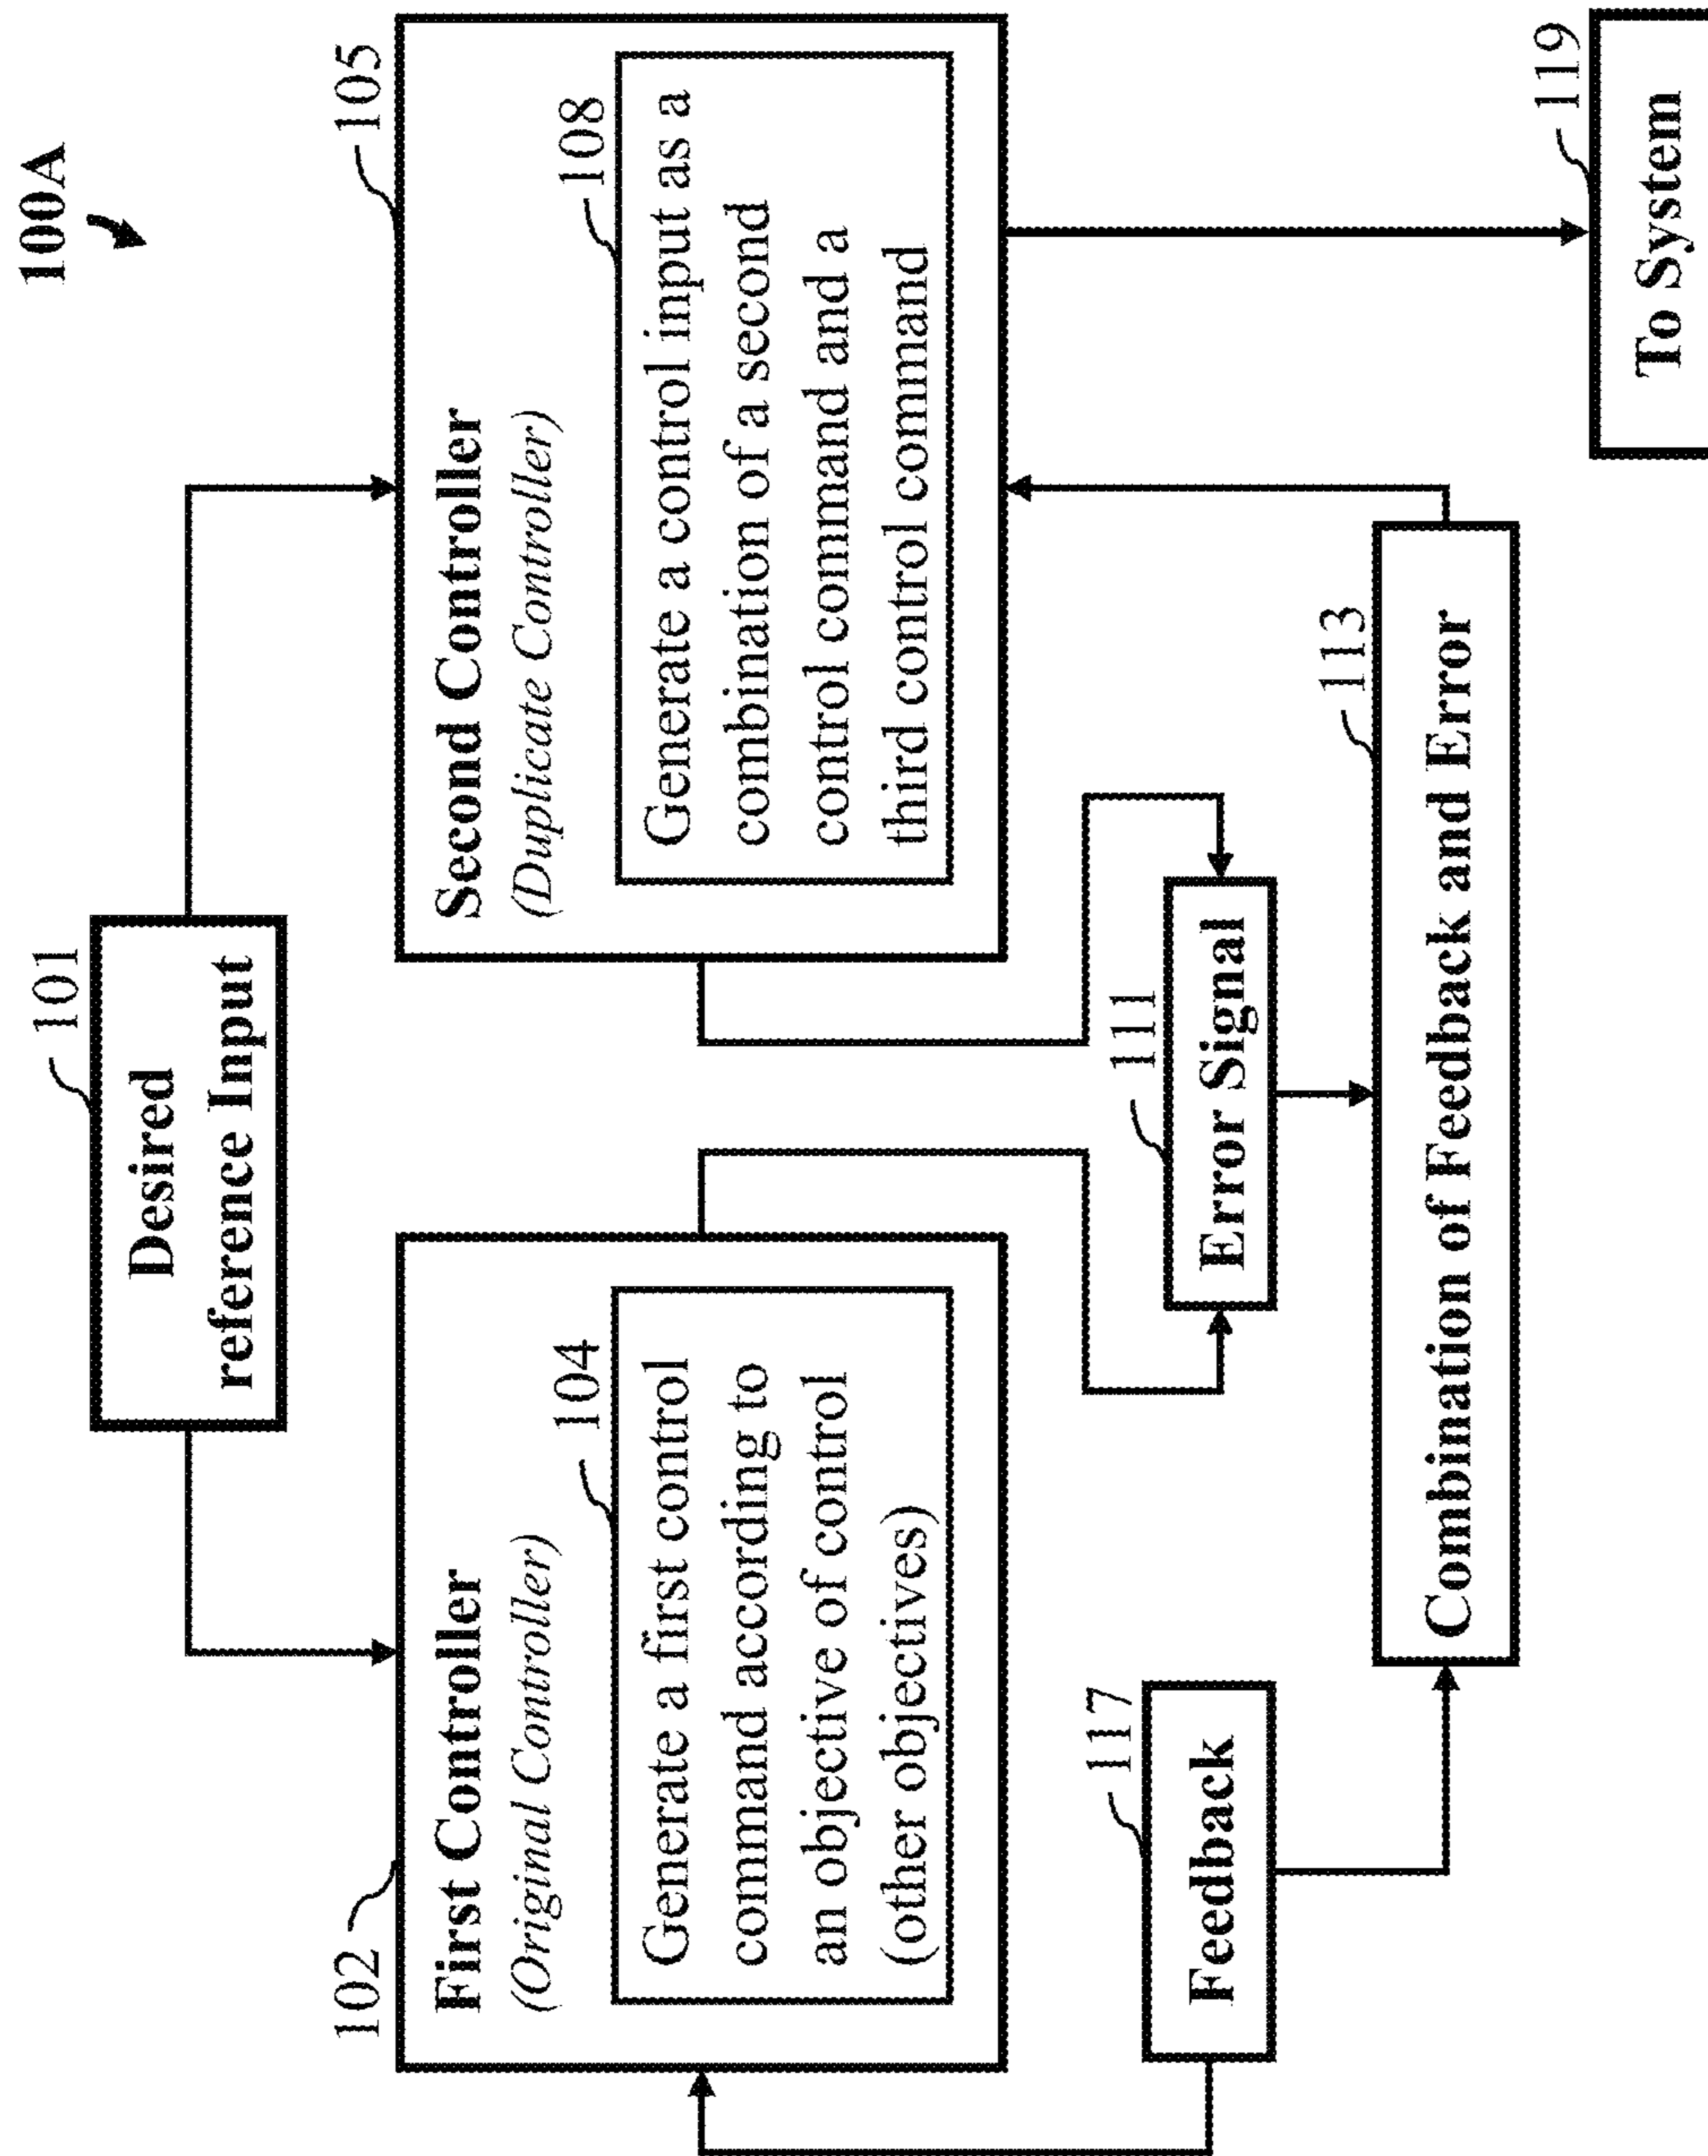 100A
101
Desired
reference Input
102
First Controller
(Original Controller)
104
Generate a first control
command according to
an objective of control
(other objectives)
105
Second Controller
(Duplicate Controller)
108
Generate a control input as a
combination of a second
control command and a
third control command
117
Feedback
111
Error Signal
113
Combination of Feedback and Error
119
To System